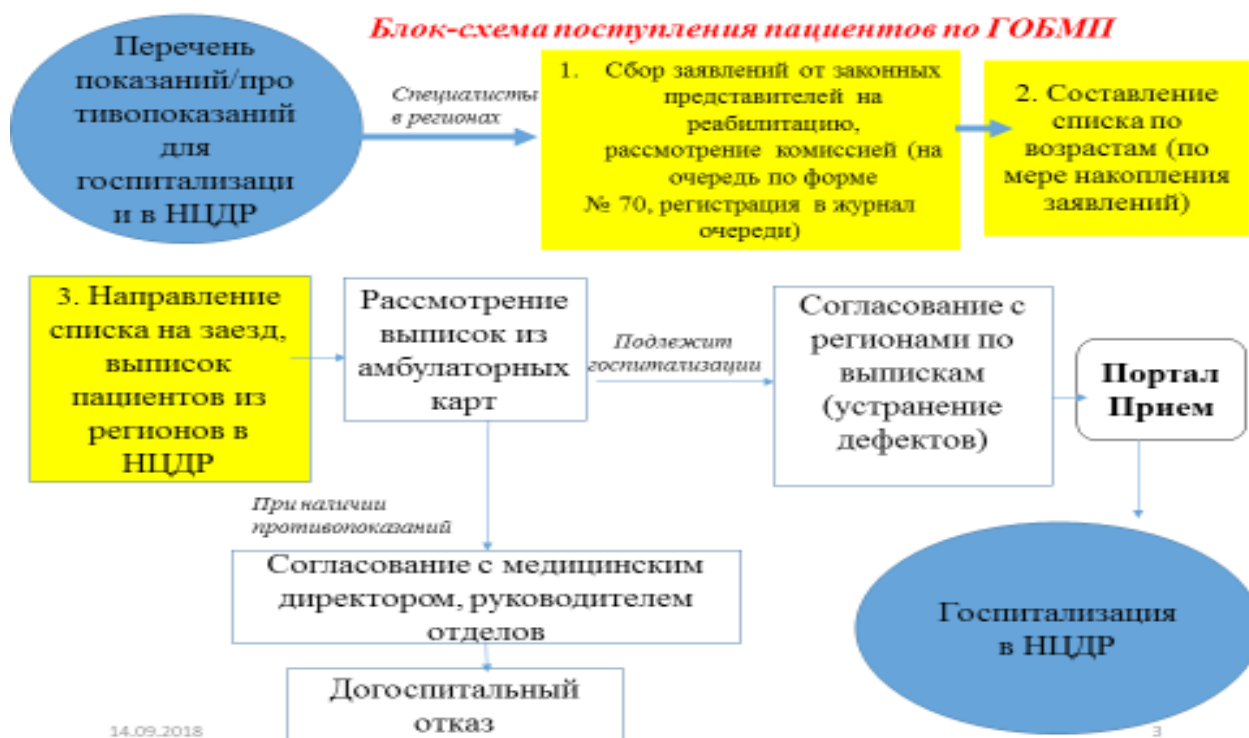 Блок-схема поступления пациентов по ГОБМП
Перечень
показаний/про
тивопоказаний
для
госпитализаци
и в НЦДР
Специалисты
в регионах
1. Сбор заявлений от законных
представителей на
реабилитацию,
рассмотрение комиссией (на
очередь по форме
№ 70, регистрация в журнал
очереди)
2. Составление
списка по
возрастам (по
мере накопления
заявлений)
3. Направление
списка на заезд,
выписок
пациентов из
регионов в
НЦДР
Рассмотрение
выписок из
амбулаторных
карт
Подлежит
госпитализации
Согласование с
регионами по
выпискам
(устранение
дефектов)
Портал
Прием
При наличии
противопоказаний
Согласование с медицинским
директором, руководителем
отделов
Догоспитальный
отказ
Госпитализация
в НЦДР
14.09.2018
3